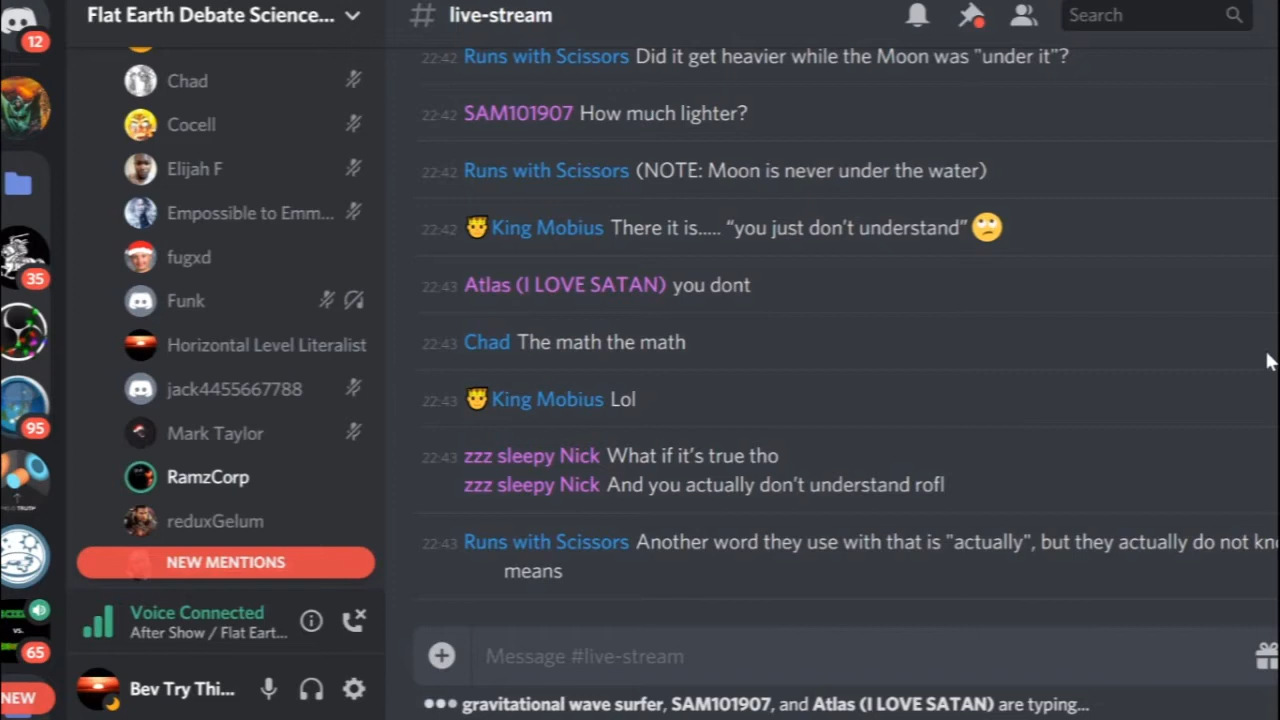 Flat Earth Debate Science...
# live-stream
Search
12
35
95
65
NEW
Chad
Cocell
Elijah F
Empossible to Emm...
fugxd
Funk
Horizontal Level Literalist
jack4455667788
Mark Taylor
RamzCorp
reduxGelum
NEW MENTIONS
Voice Connected
After Show / Flat Eart...
Bev Try Thi...
22:42 Runs with Scissors Did it get heavier while the Moon was "under it"?
22:42 SAM101907 How much lighter?
22:42 Runs with Scissors (NOTE: Moon is never under the water)
22:42 King Mobius There it is..... “you just don’t understand” 🙄
22:43 Atlas (I LOVE SATAN) you dont
22:43 Chad The math the math
22:43 King Mobius Lol
22:43 zzz sleepy Nick What if it’s true tho
zzz sleepy Nick And you actually don’t understand rofl
22:43 Runs with Scissors Another word they use with that is "actually", but they actually do not
means
Message #live-stream
gravitational wave surfer, SAM101907, and Atlas (I LOVE SATAN) are typing...